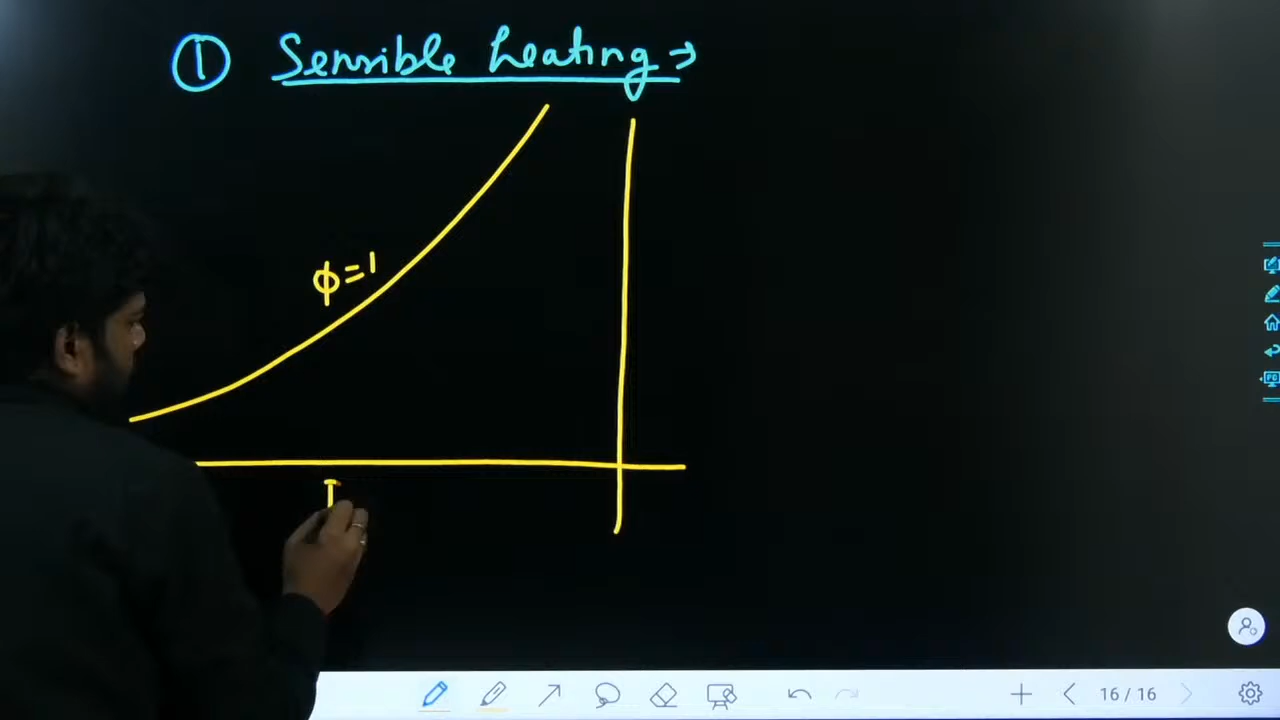 ① Sensible heating →
ϕ=1
T
16 / 16